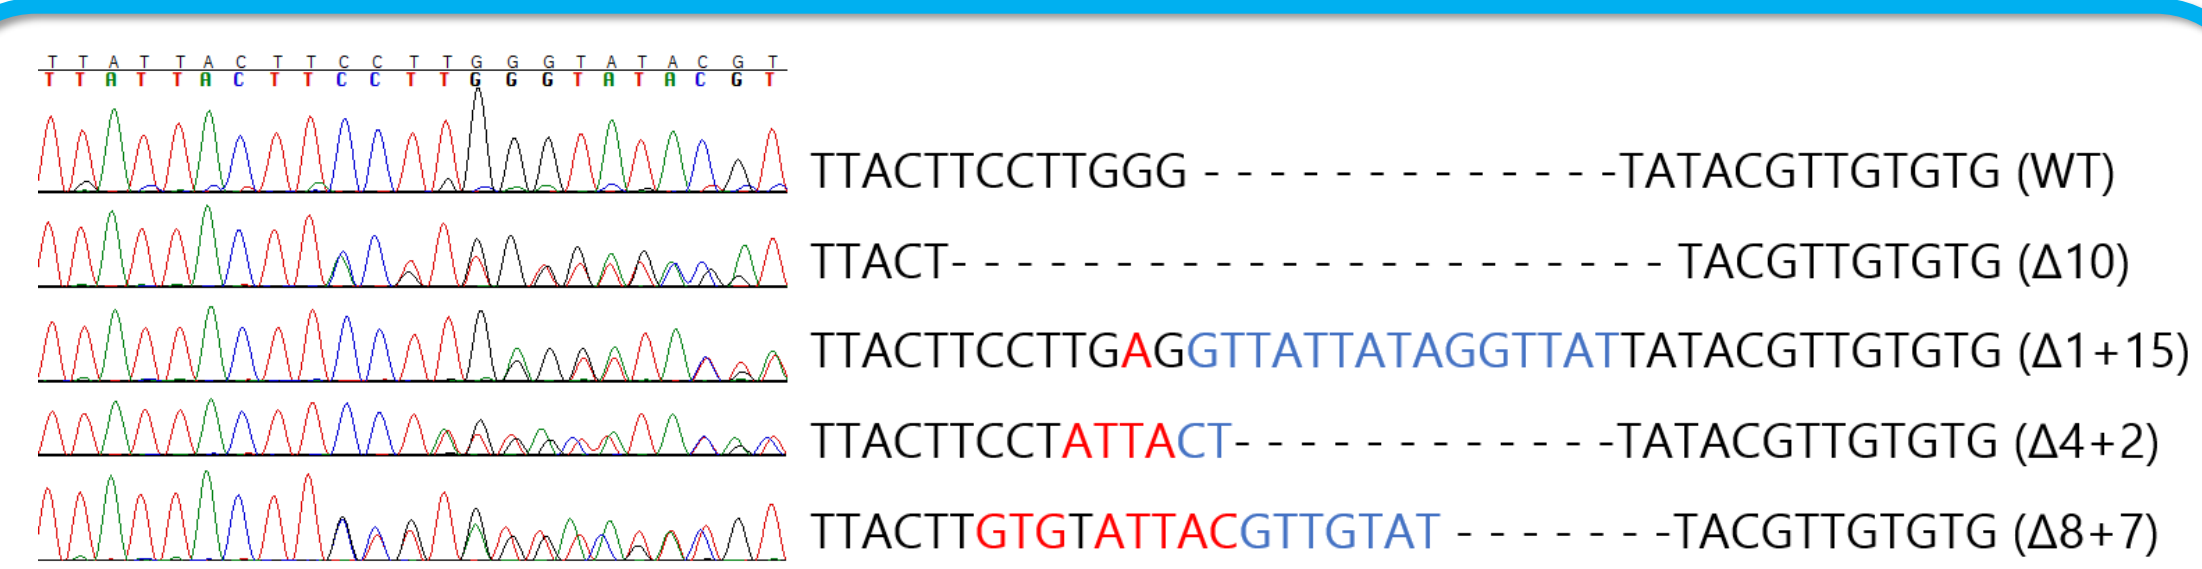 T T A T T A C T T C C T T G G G T A T A C G T
T T A T T A C T T C C T T G G G T A T A C G T
TTACTTCCTTGGG - - - - - - - - - - - - -TATACGTTGTGTG (WT)
TTACT- - - - - - - - - - - - - - - - - - - - - - TACGTTGTGTG (Δ10)
TTACTTCCTTGAGGTTATTATAGGTTATTATACGTTGTGTG (Δ1+15)
TTACTTCCTATTACT- - - - - - - - - - - -TATACGTTGTGTG (Δ4+2)
TTACTTGTGTATTACGTTGTAT - - - - - - -TACGTTGTGTG (Δ8+7)